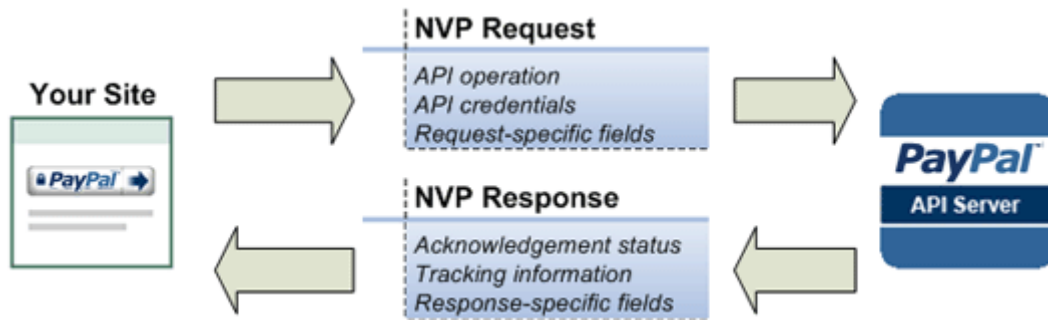 Your Site
PayPal
NVP Request
API operation
API credentials
Request-specific fields
NVP Response
Acknowledgement status
Tracking information
Response-specific fields
PayPal
API Server